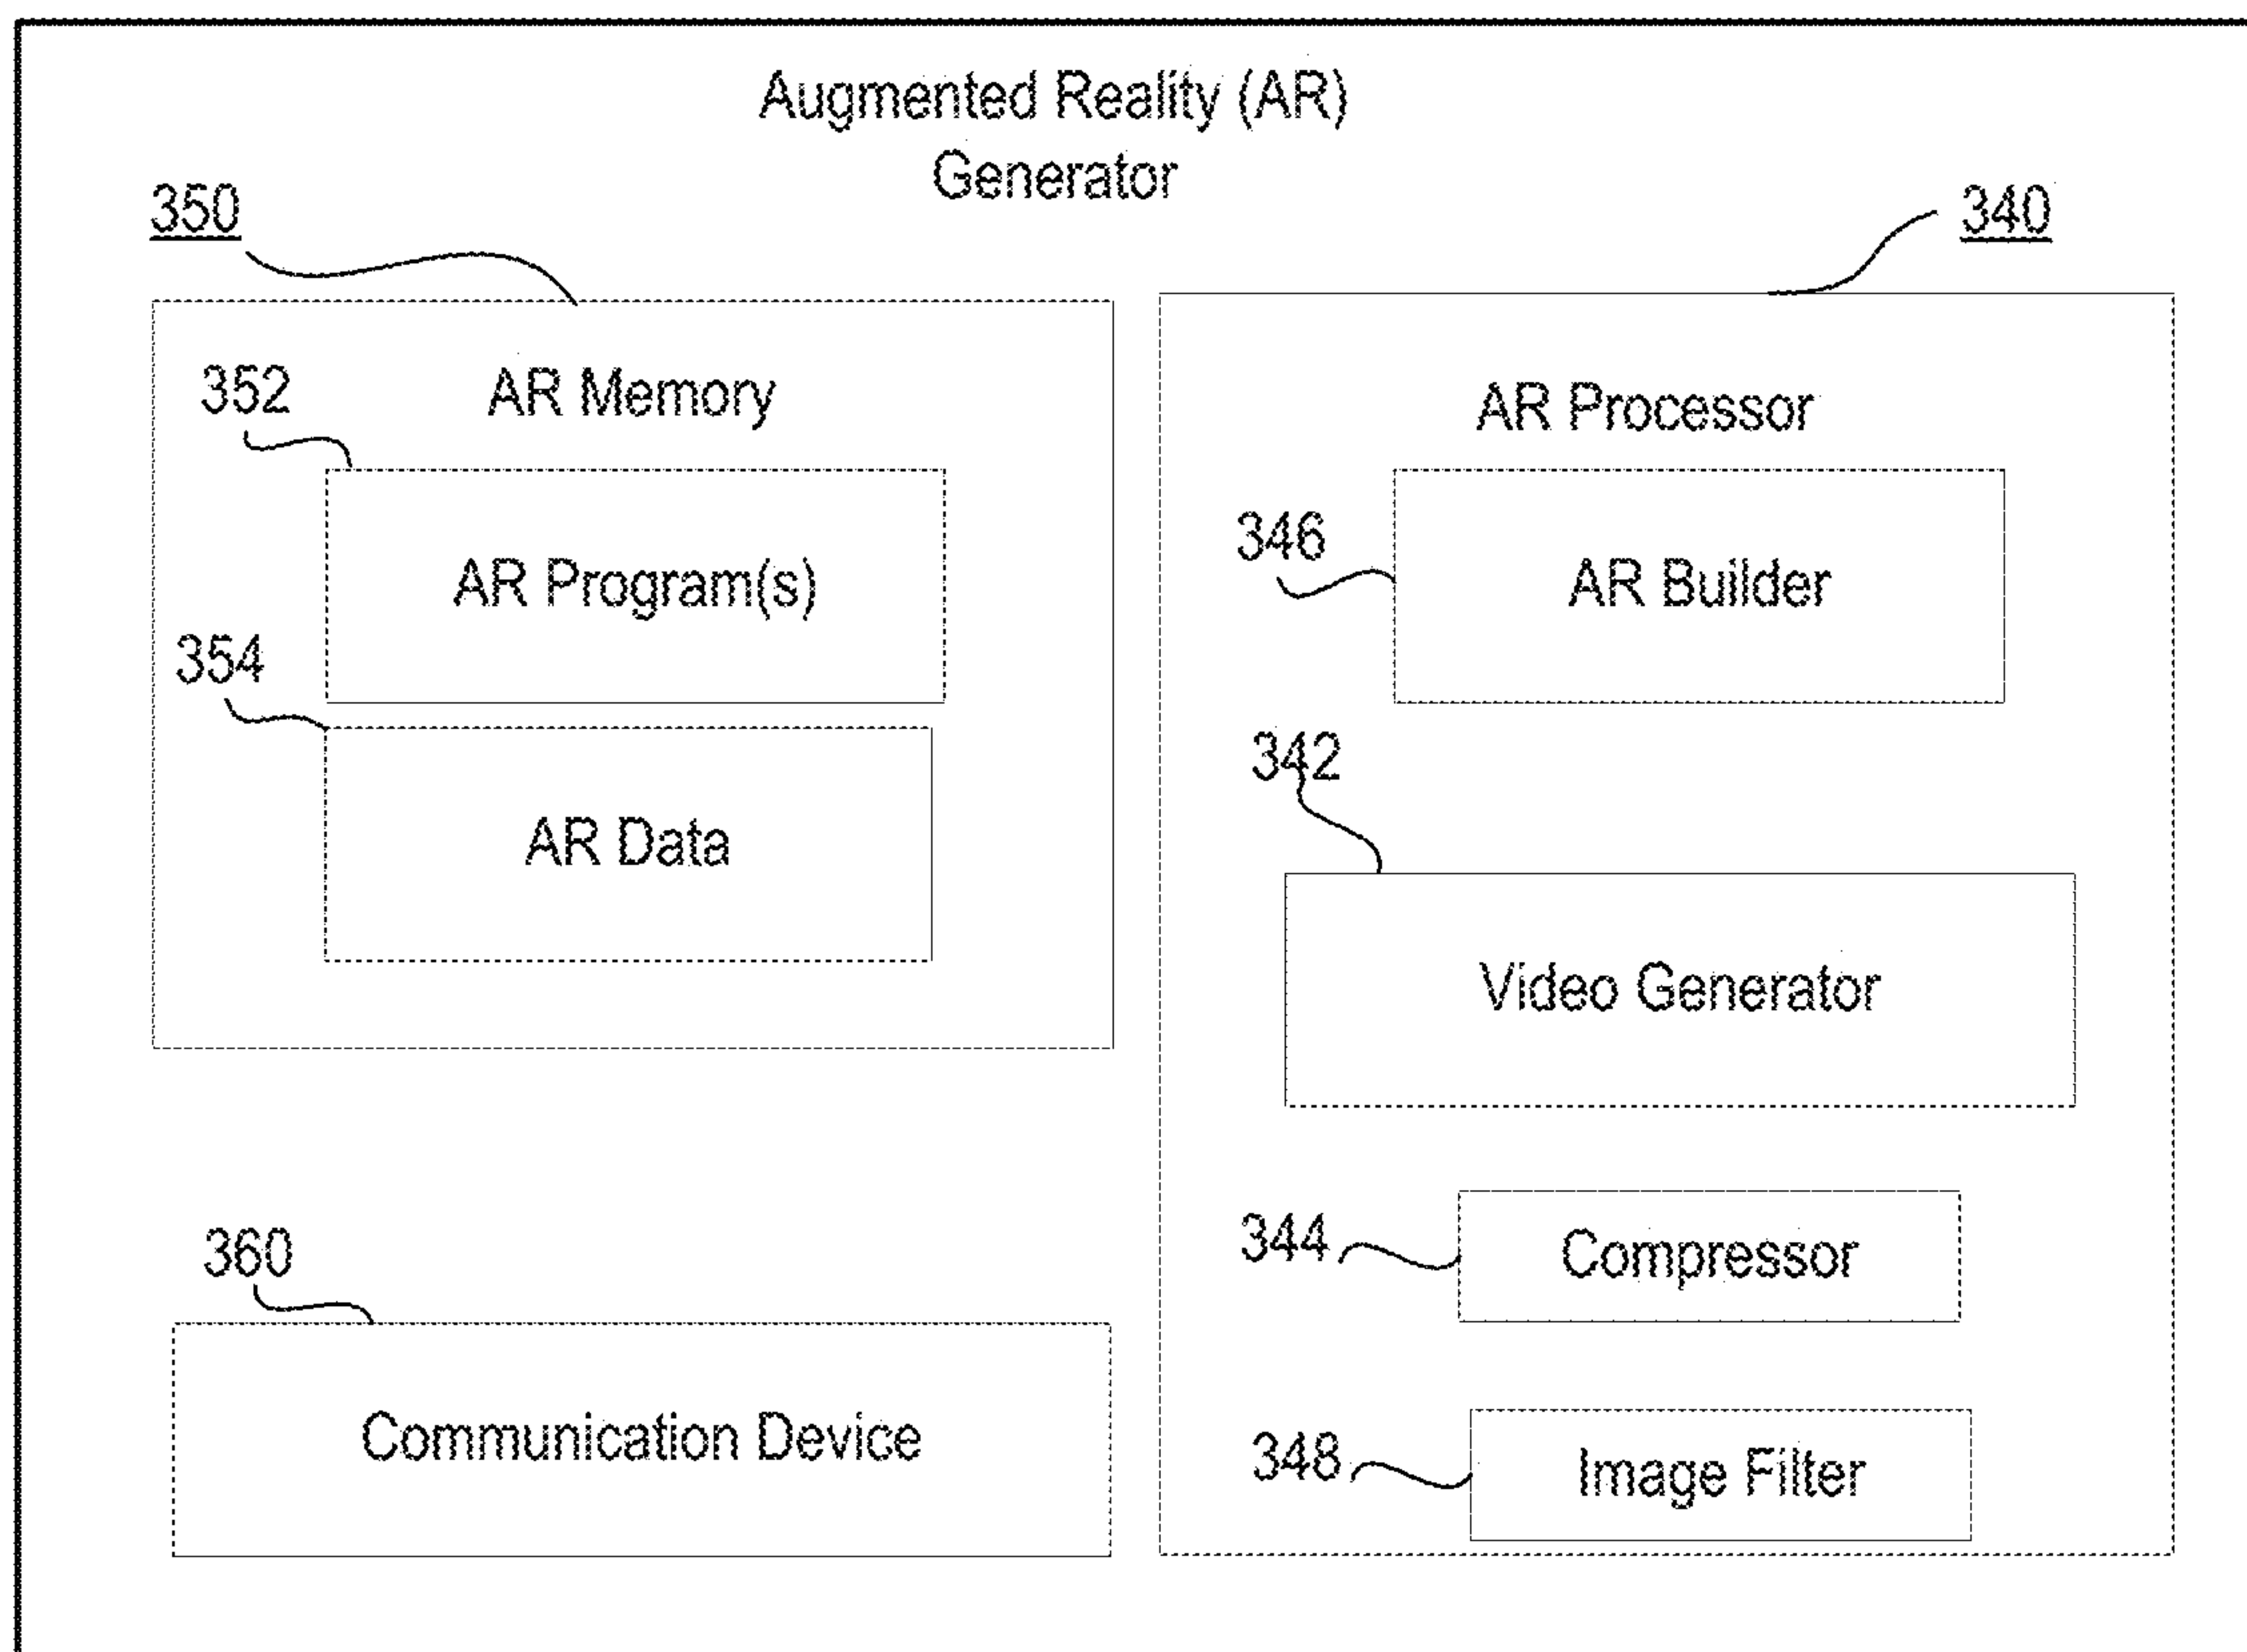 Augmented Reality (AR)
Generator
350
340
352
AR Memory
AR Program(s)
354
AR Data
360
Communication Device
AR Processor
346
AR Builder
342
Video Generator
344
Compressor
348
Image Filter